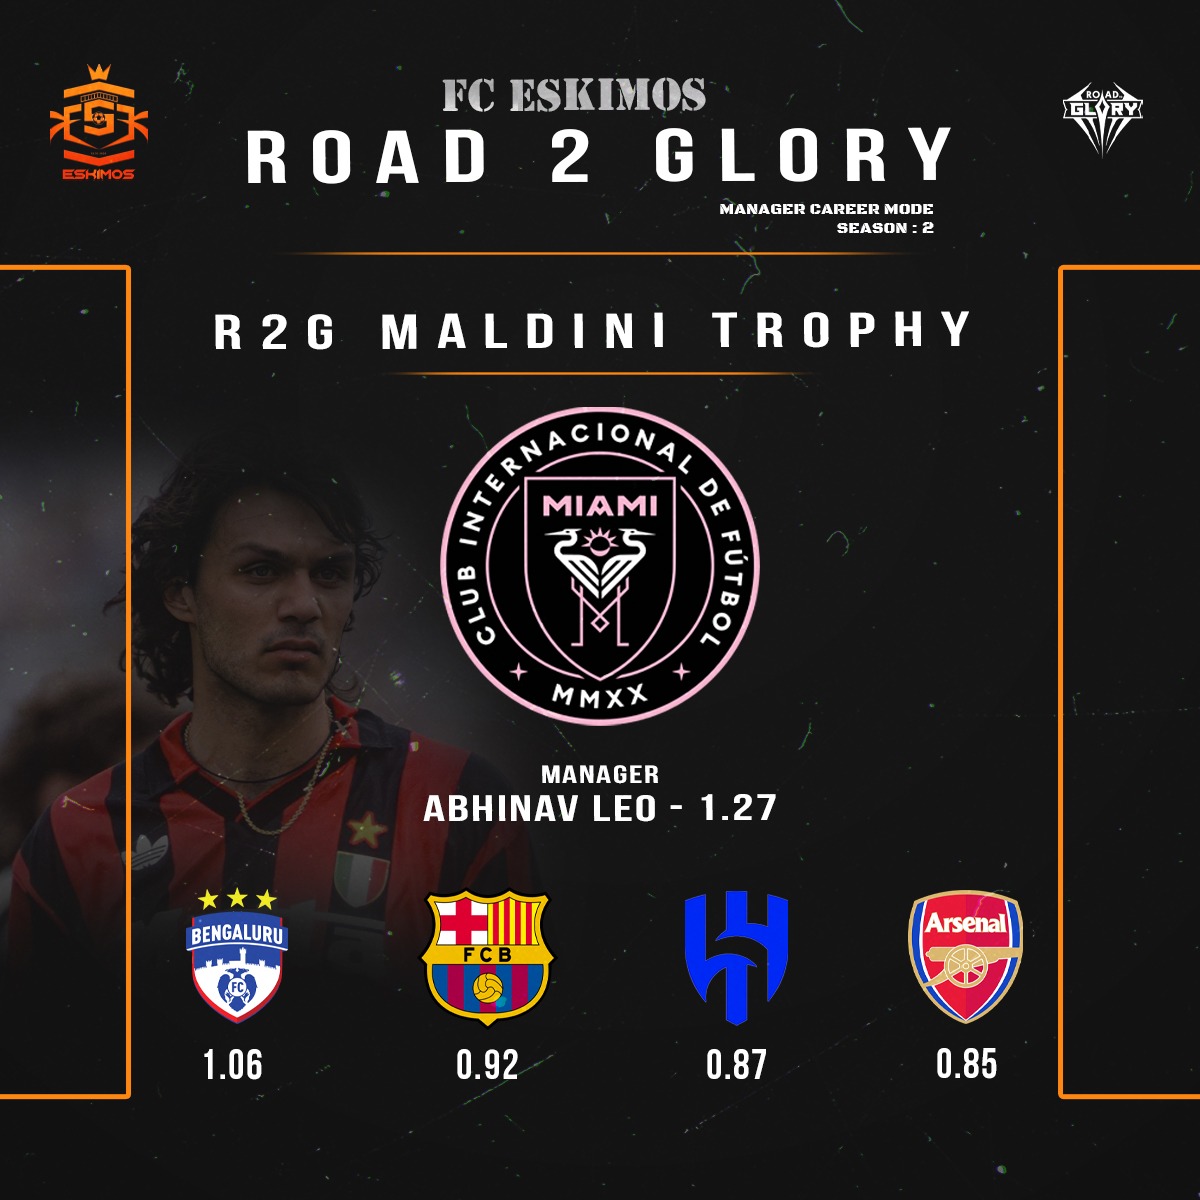 FC ESKIMOS
ROAD 2 GLORY
MANAGER CAREER MODE
SEASON : 2
ESKIMOS
ROAD
GLORY
R2G MALDINI TROPHY
CLUB INTERNACIONAL DE FÚTBOL
MIAMI
MMXX
MANAGER
ABHINAV LEO - 1.27
BENGALURU
FC
FCB
Arsenal
1.06
0.92
0.87
0.85